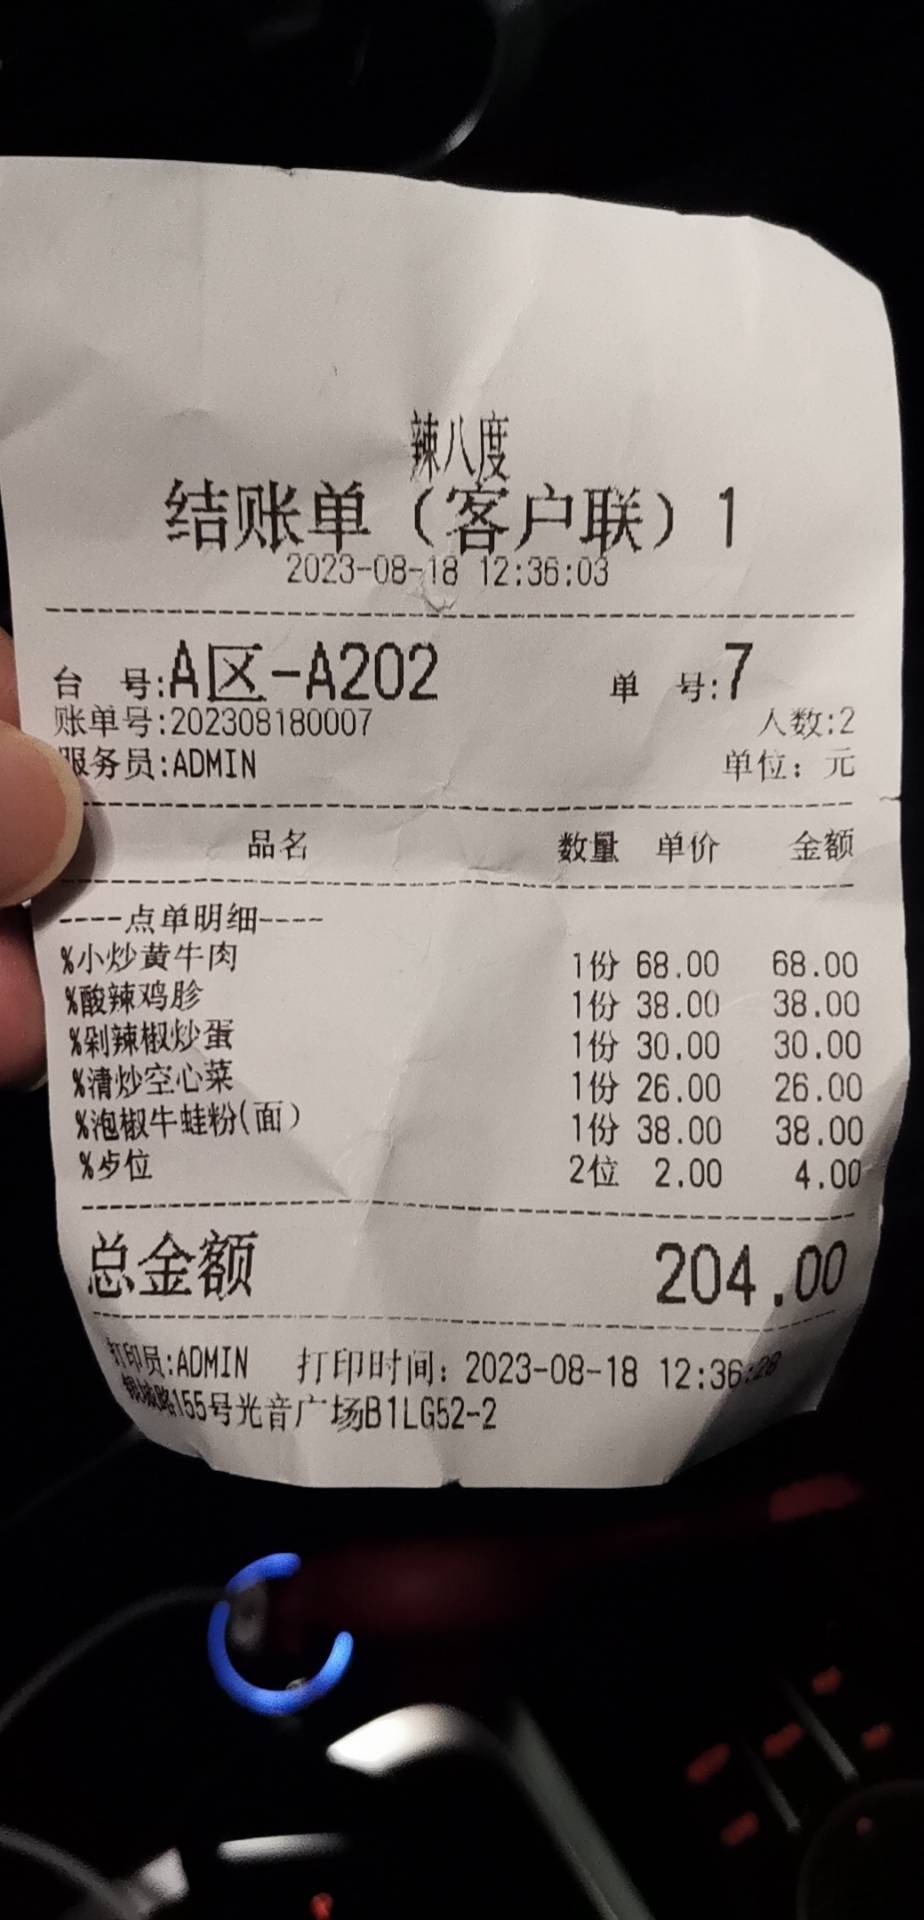 辣八度
结账单（客户联）1
2023-08-18 12:36:03
台 号:A区-A202 单 号:7
账单号:202308180007 人数:2
服务员:ADMIN 单位：元
品名 数量 单价 金额
----点单明细----
%小炒黄牛肉 1份 68.00 68.00
%酸辣鸡胗 1份 38.00 38.00
%剁辣椒炒蛋 1份 30.00 30.00
%清炒空心菜 1份 26.00 26.00
%泡椒牛蛙粉(面） 1份 38.00 38.00
%歺位 2位 2.00 4.00
总金额 204.00
打印员:ADMIN 打印时间：2023-08-18 12:36:28
155号光音广场B1LG52-2